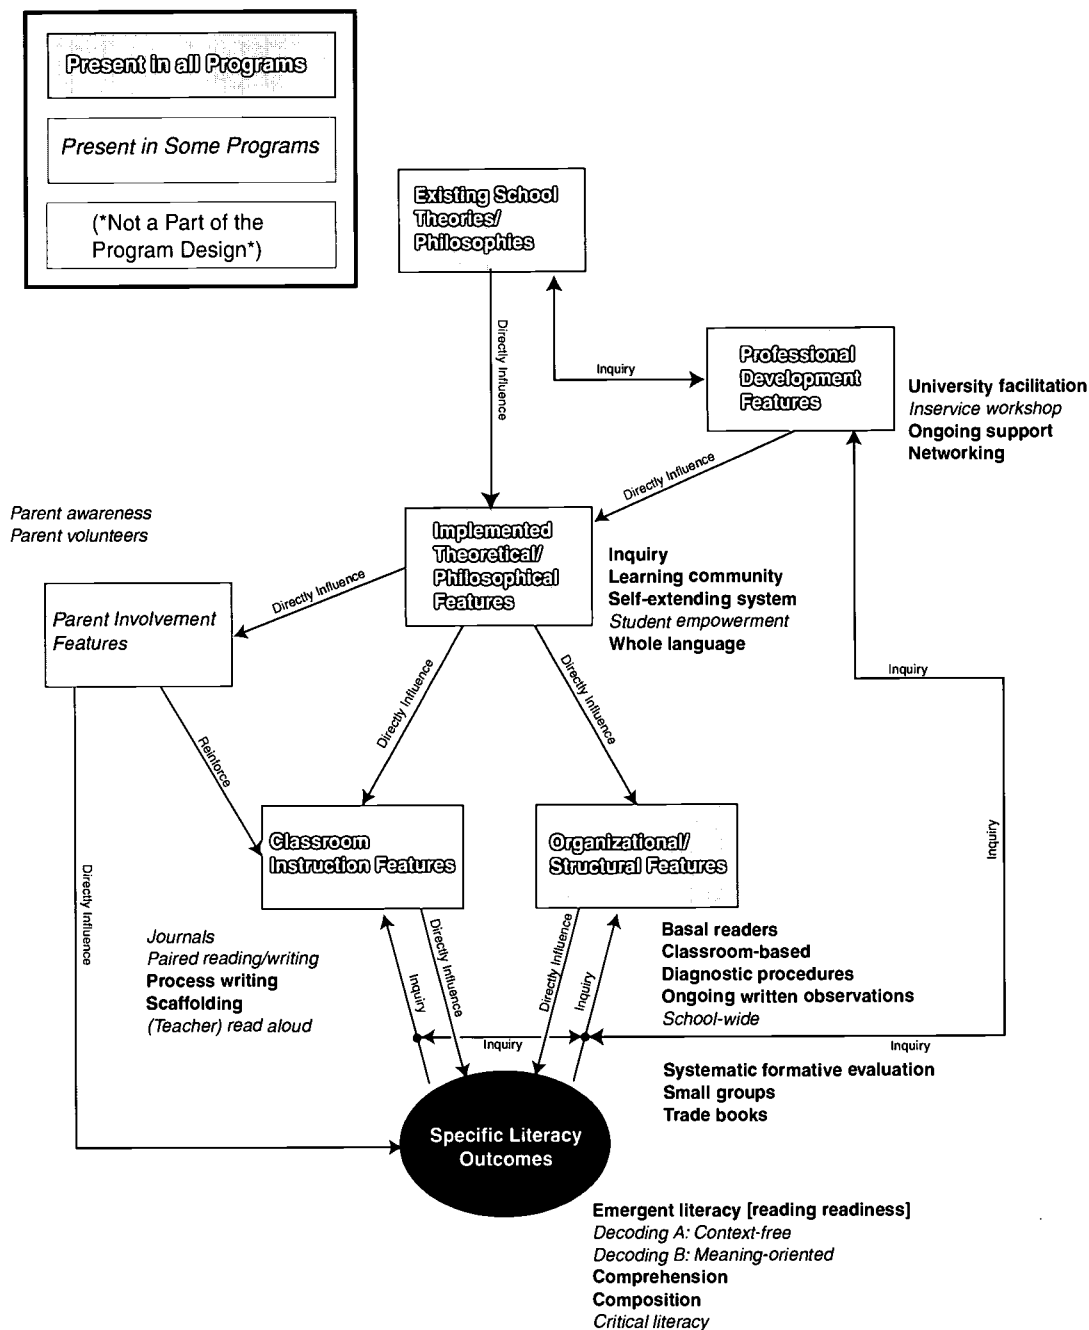 Present in all Programs
Present in Some Programs
(*Not a Part of the
Program Design*)
Existing School
Theories/
Philosophies
Directly Influence
Inquiry
Professional
Development
Features
University facilitation
Inservice workshop
Ongoing support
Networking
Directly Influence
Parent awareness
Parent volunteers
Implemented
Theoretical/
Philosophical
Features
Inquiry
Learning community
Self-extending system
Student empowerment
Whole language
Directly Influence
Parent Involvement
Features
Inquiry
Directly Influence
Directly Influence
Reinforce
Classroom
Instruction Features
Organizational/
Structural Features
Inquiry
Directly Influence
Journals
Paired reading/writing
Process writing
Scaffolding
(Teacher) read aloud
Inquiry
Directly Influence
Directly Influence
Inquiry
Basal readers
Classroom-based
Diagnostic procedures
Ongoing written observations
School-wide
Inquiry
Inquiry
Systematic formative evaluation
Small groups
Trade books
Specific Literacy
Outcomes
Emergent literacy [reading readiness]
Decoding A: Context-free
Decoding B: Meaning-oriented
Comprehension
Composition
Critical literacy